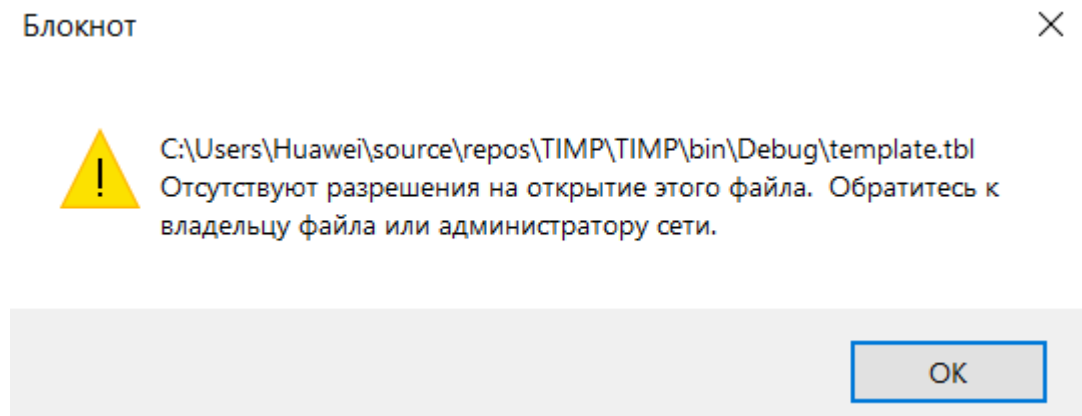 Блокнот
C:\Users\Huawei\source\repos\TIMP\TIMP\bin\Debug\template.tbl
Отсутствуют разрешения на открытие этого файла.  Обратитесь к
владельцу файла или администратору сети.
ОК